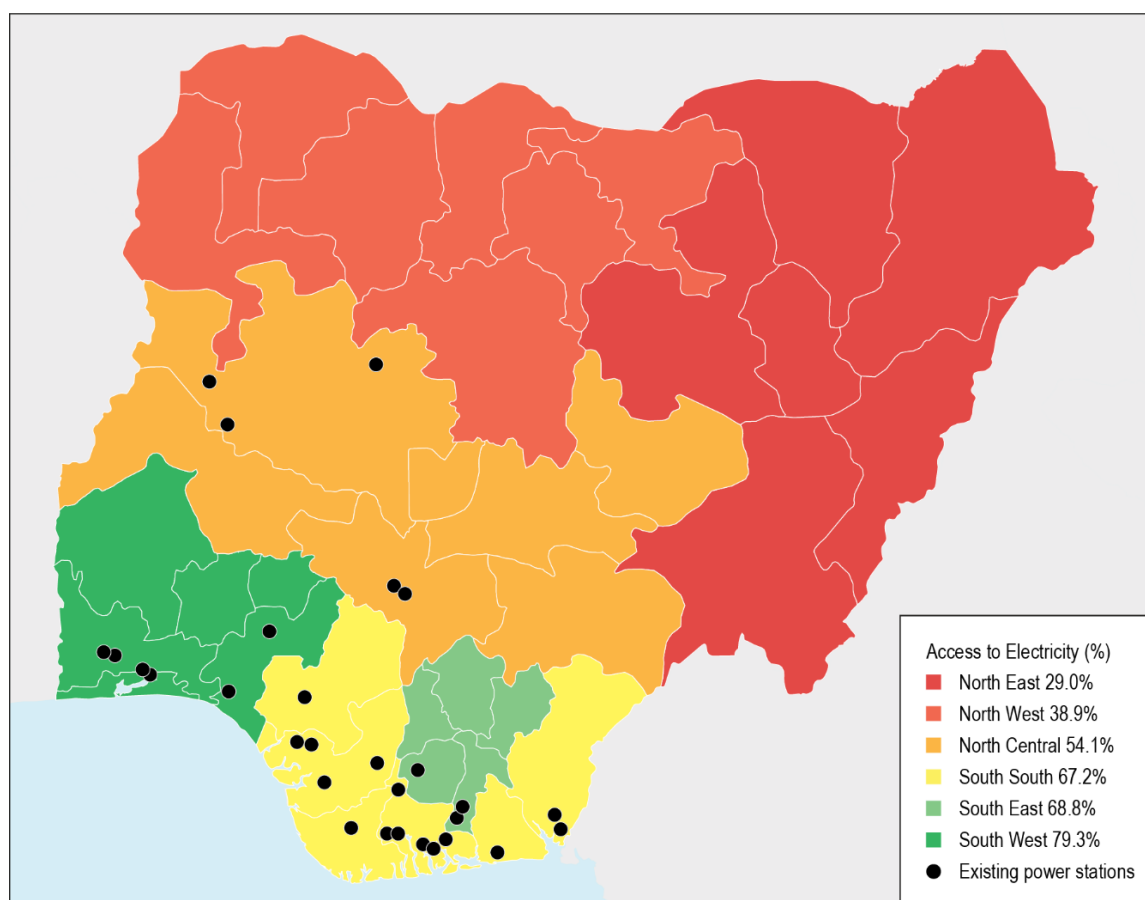 Access to Electricity (%)
North East 29.0%
North West 38.9%
North Central 54.1%
South South 67.2%
South East 68.8%
South West 79.3%
Existing power stations